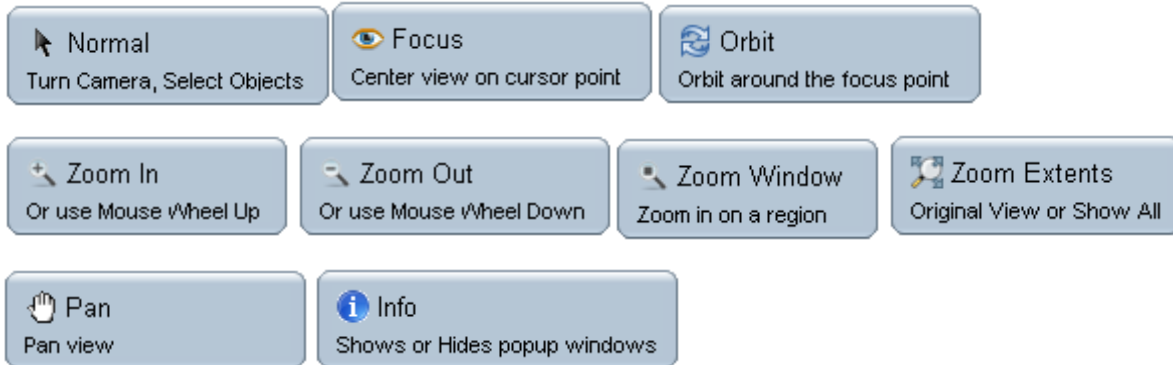 Normal
Turn Camera, Select Objects
Focus
Center view on cursor point
Orbit
Orbit around the focus point
Zoom In
Or use Mouse Wheel Up
Zoom Out
Or use Mouse Wheel Down
Zoom Window
Zoom in on a region
Zoom Extents
Original View or Show All
Pan
Pan view
Info
Shows or Hides popup windows